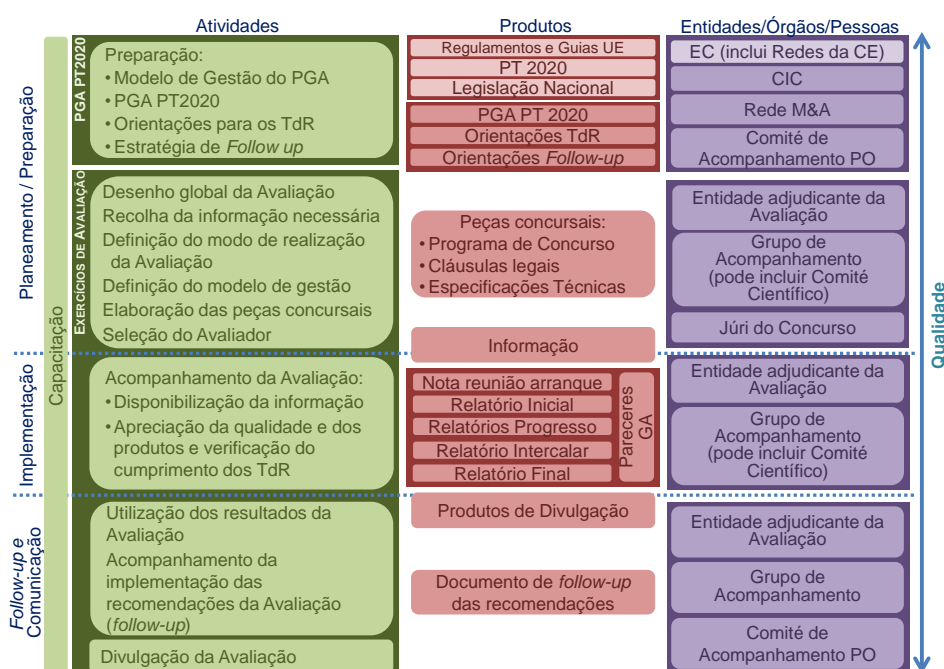 Atividades
Produtos
Entidades/Órgãos/Pessoas
Planeamento / Preparação
Capacitação
PGA PT2020
Preparação:
• Modelo de Gestão do PGA
• PGA PT2020
• Orientações para os TdR
• Estratégia de Follow up
Regulamentos e Guias UE
PT 2020
Legislação Nacional
PGA PT 2020
Orientações TdR
Orientações Follow-up
EC (inclui Redes da CE)
CIC
Rede M&A
Comité de
Acompanhamento PO
EXERCÍCIOS DE AVALIAÇÃO
Desenho global da Avaliação
Recolha da informação necessária
Definição do modo de realização
da Avaliação
Definição do modelo de gestão
Elaboração das peças concursais
Seleção do Avaliador
Peças concursais:
• Programa de Concurso
• Cláusulas legais
• Especificações Técnicas
Informação
Entidade adjudicante da
Avaliação
Grupo de
Acompanhamento
(pode incluir Comité
Científico)
Júri do Concurso
Qualidade
Implementação
Acompanhamento da Avaliação:
• Disponibilização da informação
• Apreciação da qualidade e dos
produtos e verificação do
cumprimento dos TdR
Nota reunião arranque
Relatório Inicial
Relatórios Progresso
Relatório Intercalar
Relatório Final
Pareceres
GA
Entidade adjudicante da
Avaliação
Grupo de
Acompanhamento
(pode incluir Comité
Científico)
Follow-up e
Comunicação
Utilização dos resultados da
Avaliação
Acompanhamento da
implementação das
recomendações da Avaliação
(follow-up)
Divulgação da Avaliação
Produtos de Divulgação
Documento de follow-up
das recomendações
Entidade adjudicante da
Avaliação
Grupo de
Acompanhamento
Comité de
Acompanhamento PO